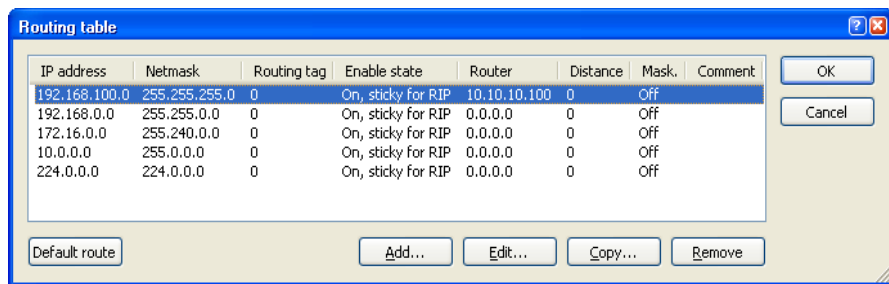 Routing table
IP address Netmask Routing tag Enable state Router Distance Mask. Comment
192.168.100.0 255.255.255.0 0 On, sticky for RIP 10.10.10.100 0 Off
192.168.0.0 255.255.0.0 0 On, sticky for RIP 0.0.0.0 0 Off
172.16.0.0 255.240.0.0 0 On, sticky for RIP 0.0.0.0 0 Off
10.0.0.0 255.0.0.0 0 On, sticky for RIP 0.0.0.0 0 Off
224.0.0.0 224.0.0.0 0 On, sticky for RIP 0.0.0.0 0 Off
OK
Cancel
Default route Add... Edit... Copy... Remove